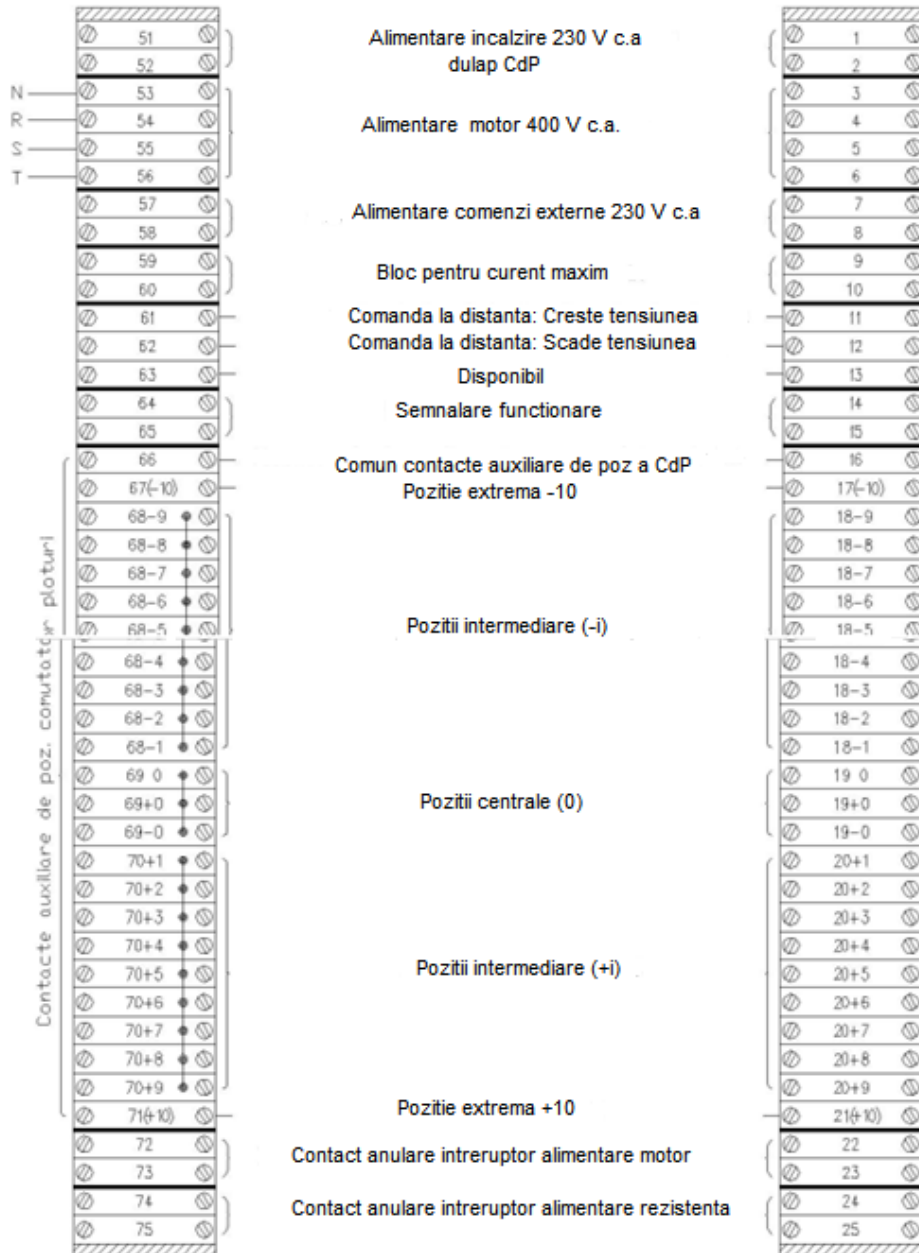 51 Alimentare incalzire 230 V c.a 1
52 dulap CdP 2
N 53 3
R 54 Alimentare motor 400 V c.a. 4
S 55 5
T 56 6
57 Alimentare comenzi externe 230 V c.a 7
58 8
59 Bloc pentru curent maxim 9
60 10
61 Comanda la distanta: Creste tensiunea 11
62 Comanda la distanta: Scade tensiunea 12
63 Disponibil 13
64 Semnalare functionare 14
65 15
66 Comun contacte auxiliare de poz a CdP 16
67(-10) Pozitie extrema -10 17(-10)
68-9 18-9
68-8 18-8
68-7 18-7
68-6 18-6
68-5 Pozitii intermediare (-i) 18-5
68-4 18-4
68-3 18-3
68-2 18-2
68-1 18-1
69 0 19 0
69+0 Pozitii centrale (0) 19+0
69-0 19-0
70+1 20+1
70+2 20+2
70+3 20+3
70+4 20+4
70+5 Pozitii intermediare (+i) 20+5
70+6 20+6
70+7 20+7
70+8 20+8
70+9 20+9
71(+10) Pozitie extrema +10 21(+10)
72 Contact anulare intreruptor alimentare motor 22
73 23
74 Contact anulare intreruptor alimentare rezistenta 24
75 25
Contacte auxiliare de poz. comutator ploturi